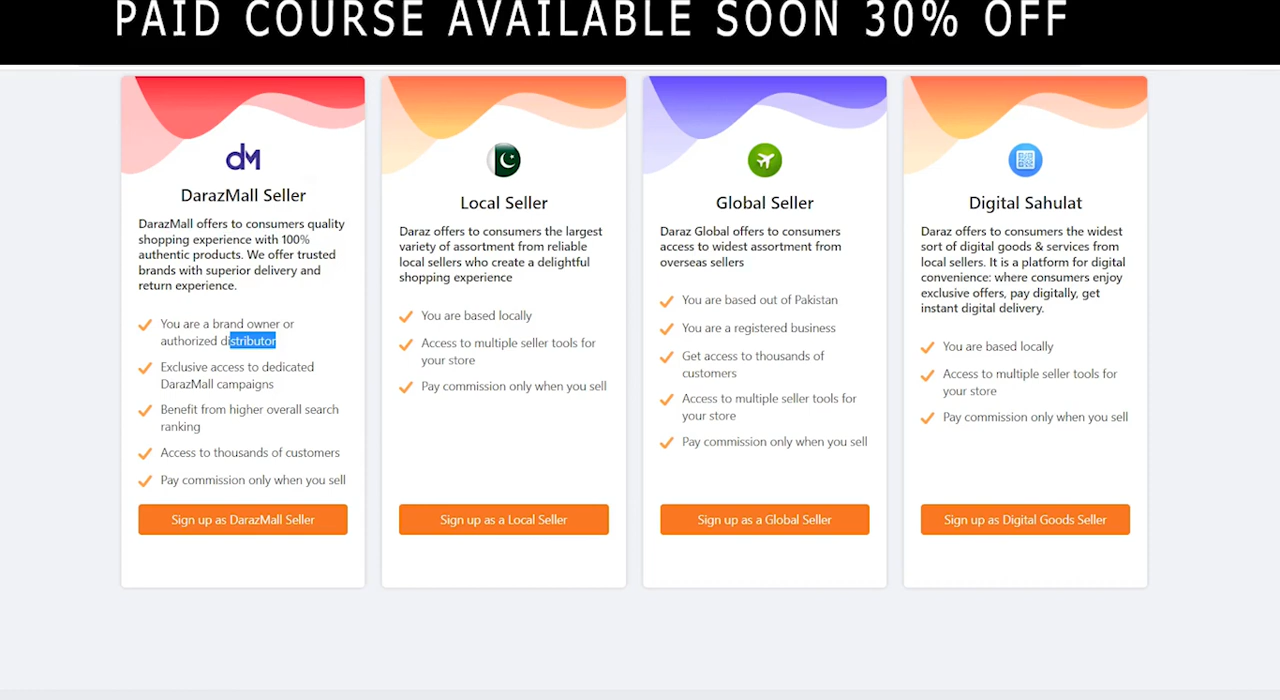 PAID COURSE AVAILABLE SOON 30% OFF
dM
DarazMall Seller
DarazMall offers to consumers quality
shopping experience with 100%
authentic products. We offer trusted
brands with superior delivery and
return experience.
You are a brand owner or
authorized distributor
Exclusive access to dedicated
DarazMall campaigns
Benefit from higher overall search
ranking
Access to thousands of customers
Pay commission only when you sell
Sign up as DarazMall Seller
Local Seller
Daraz offers to consumers the largest
variety of assortment from reliable
local sellers who create a delightful
shopping experience
You are based locally
Access to multiple seller tools for
your store
Pay commission only when you sell
Sign up as a Local Seller
Global Seller
Daraz Global offers to consumers
access to widest assortment from
overseas sellers
You are based out of Pakistan
You are a registered business
Get access to thousands of
customers
Access to multiple seller tools for
your store
Pay commission only when you sell
Sign up as a Global Seller
Digital Sahulat
Daraz offers to consumers the widest
sort of digital goods & services from
local sellers. It is a platform for digital
convenience: where consumers enjoy
exclusive offers, pay digitally, get
instant digital delivery.
You are based locally
Access to multiple seller tools for
your store
Pay commission only when you sell
Sign up as Digital Goods Seller